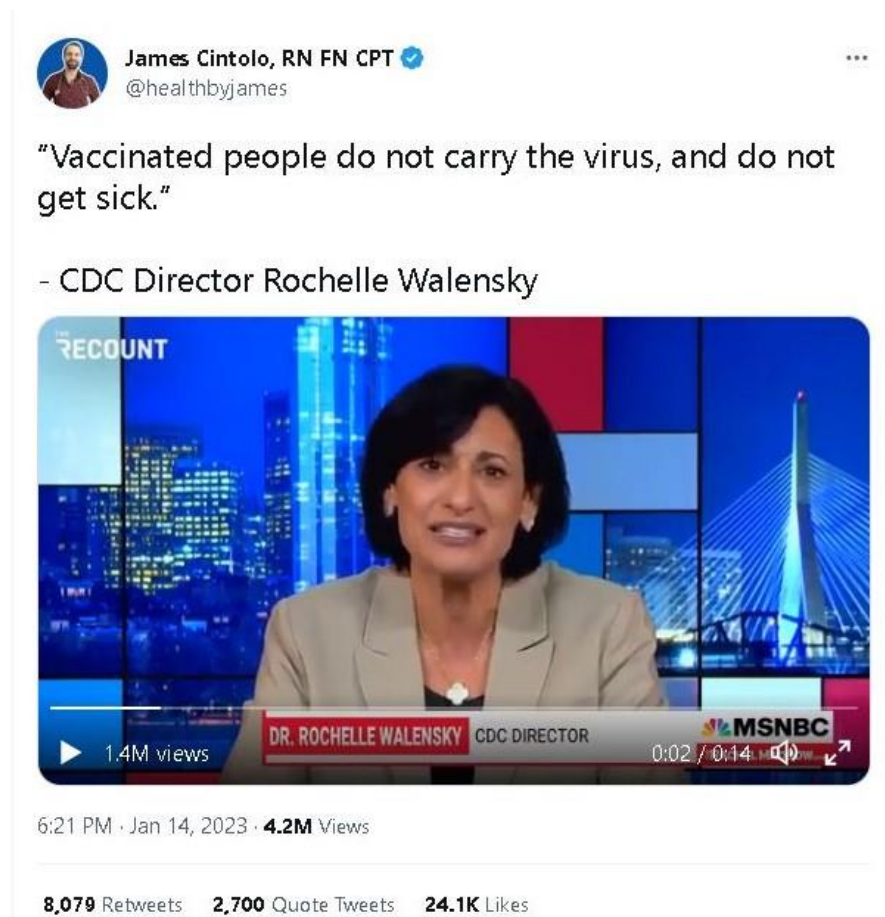 James Cintolo, RN FN CPT
@healthbyjames
“Vaccinated people do not carry the virus, and do not
get sick.”
- CDC Director Rochelle Walensky
THE
RECOUNT
DR. ROCHELLE WALENSKY CDC DIRECTOR
MSNBC
1.4M views
0:02 / 0:14
6:21 PM · Jan 14, 2023 · 4.2M Views
8,079 Retweets 2,700 Quote Tweets 24.1K Likes